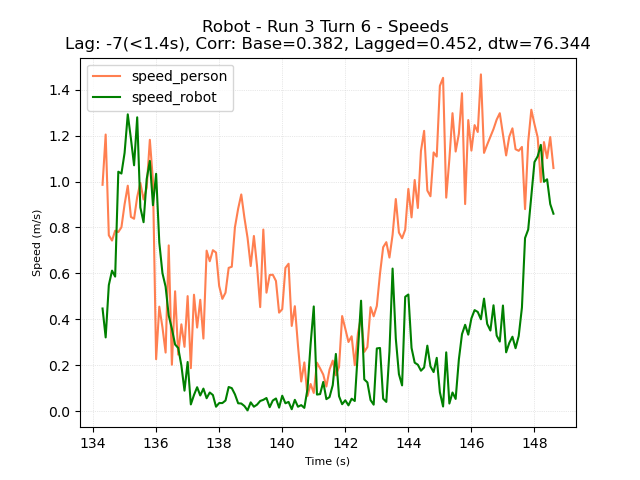 Robot - Run 3 Turn 6 - Speeds
Lag: -7(<1.4s), Corr: Base=0.382, Lagged=0.452, dtw=76.344
speed_person
speed_robot
1.4
1.2
1.0
0.8
0.6
0.4
0.2
0.0
Speed (m/s)
134 136 138 140 142 144 146 148
Time (s)